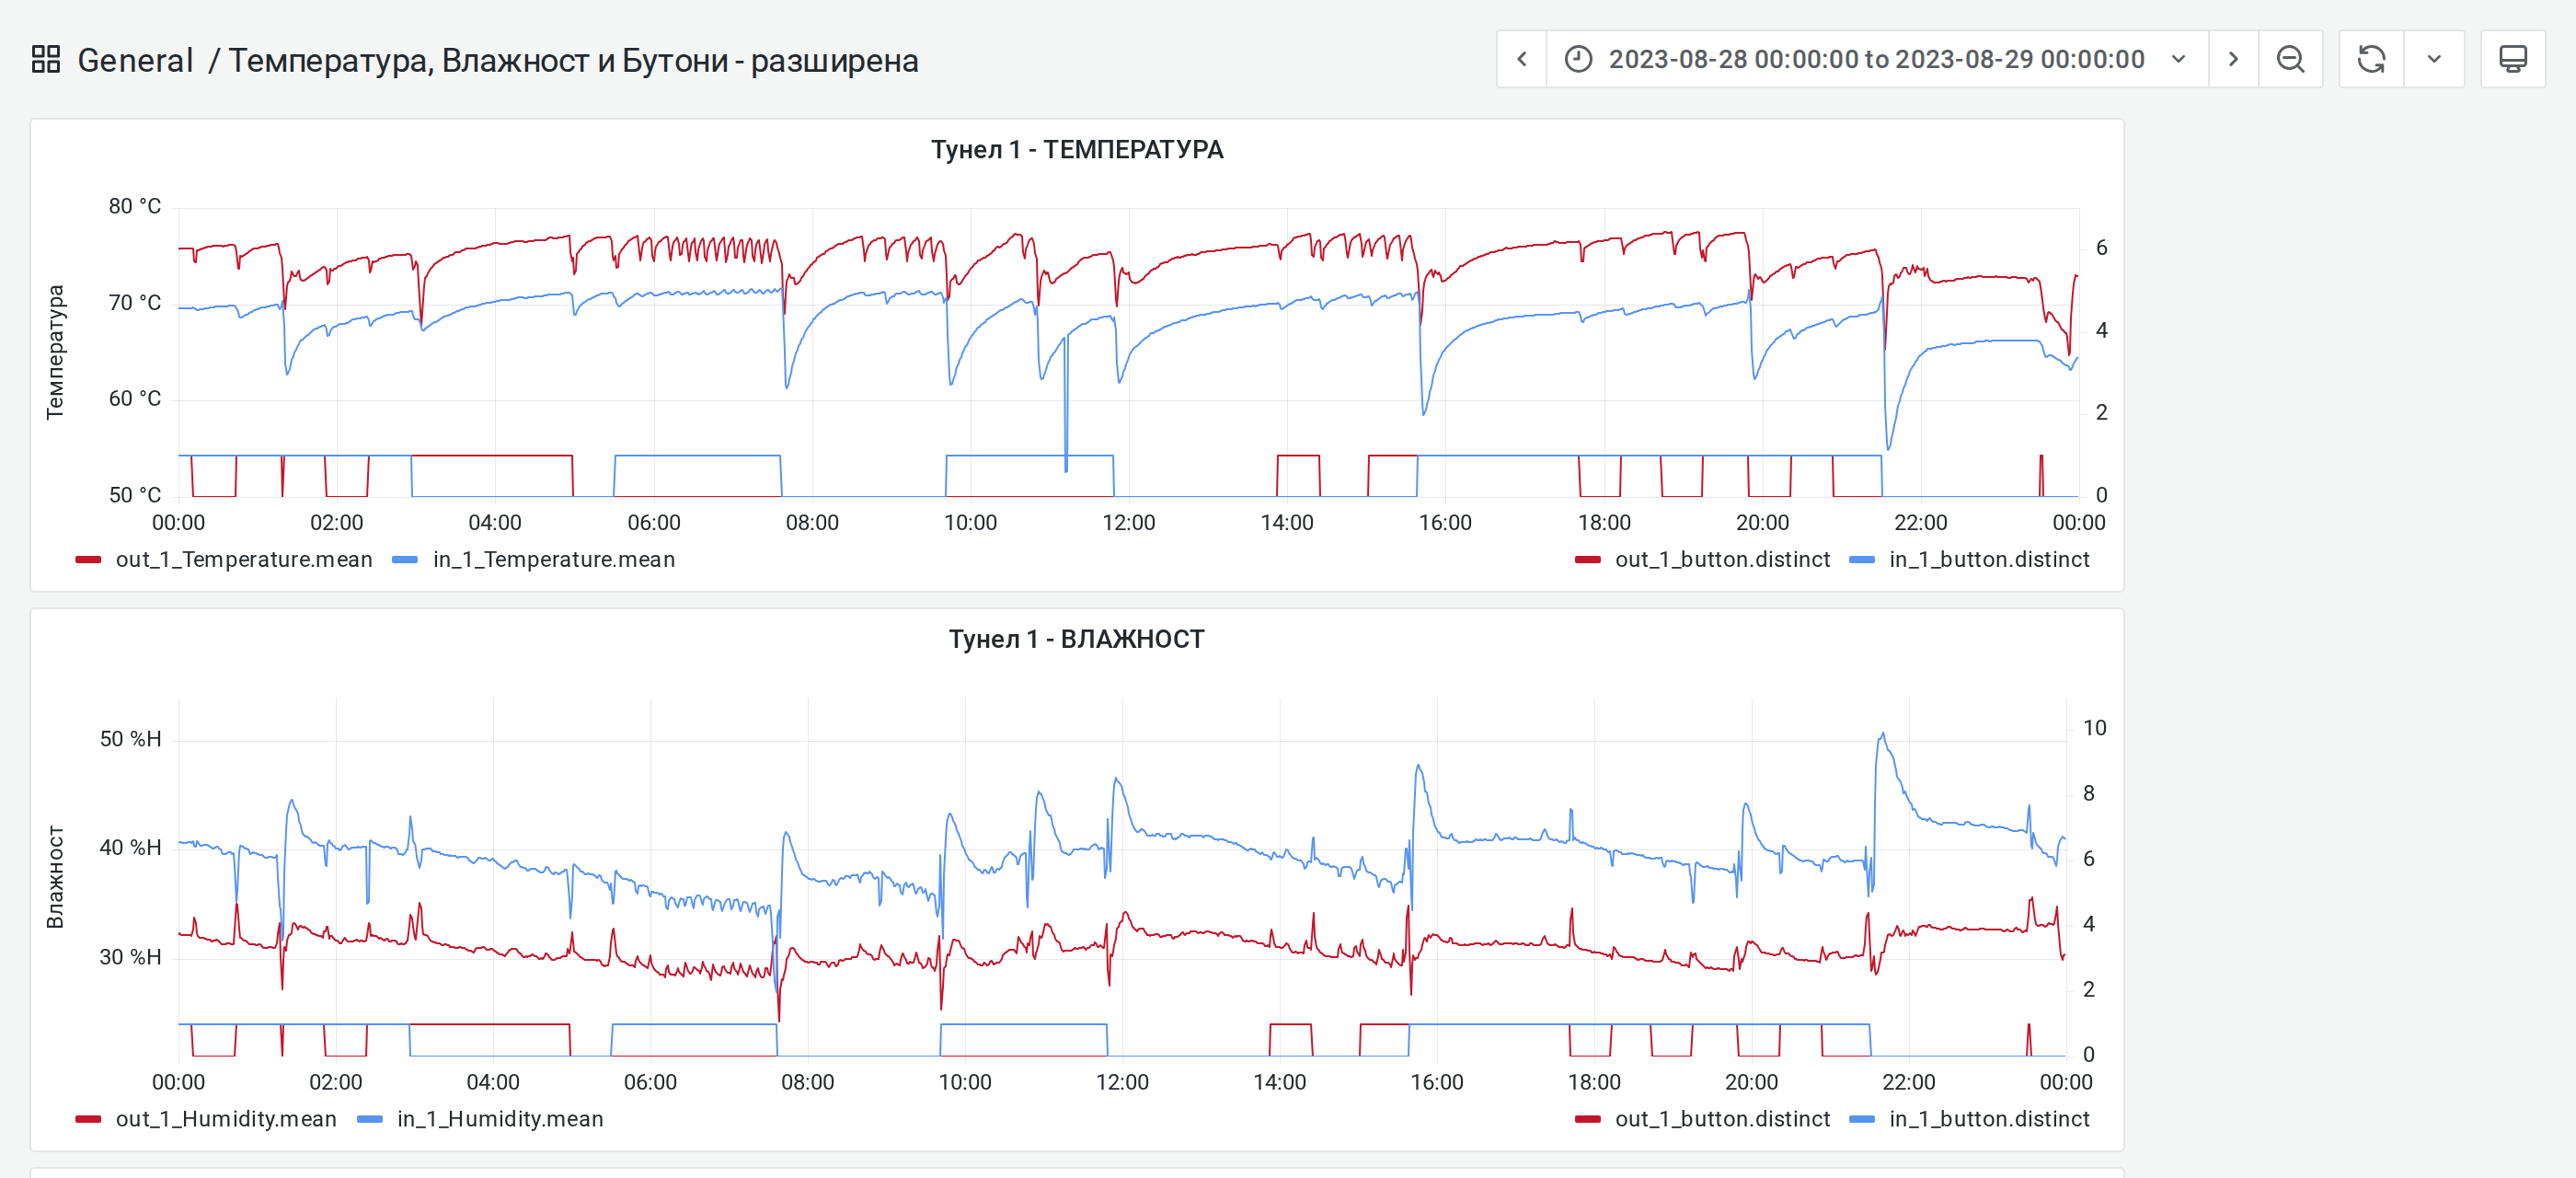 General / Температура, Влажност и Бутони - разширена
2023-08-28 00:00:00 to 2023-08-29 00:00:00
Тунел 1 - ТЕМПЕРАТУРА
Температура
80 °C
70 °C
60 °C
50 °C
6
4
2
0
00:00 02:00 04:00 06:00 08:00 10:00 12:00 14:00 16:00 18:00 20:00 22:00 00:00
out_1_Temperature.mean in_1_Temperature.mean out_1_button.distinct in_1_button.distinct
Тунел 1 - ВЛАЖНОСТ
Влажност
50 %H
40 %H
30 %H
10
8
6
4
2
0
00:00 02:00 04:00 06:00 08:00 10:00 12:00 14:00 16:00 18:00 20:00 22:00 00:00
out_1_Humidity.mean in_1_Humidity.mean out_1_button.distinct in_1_button.distinct